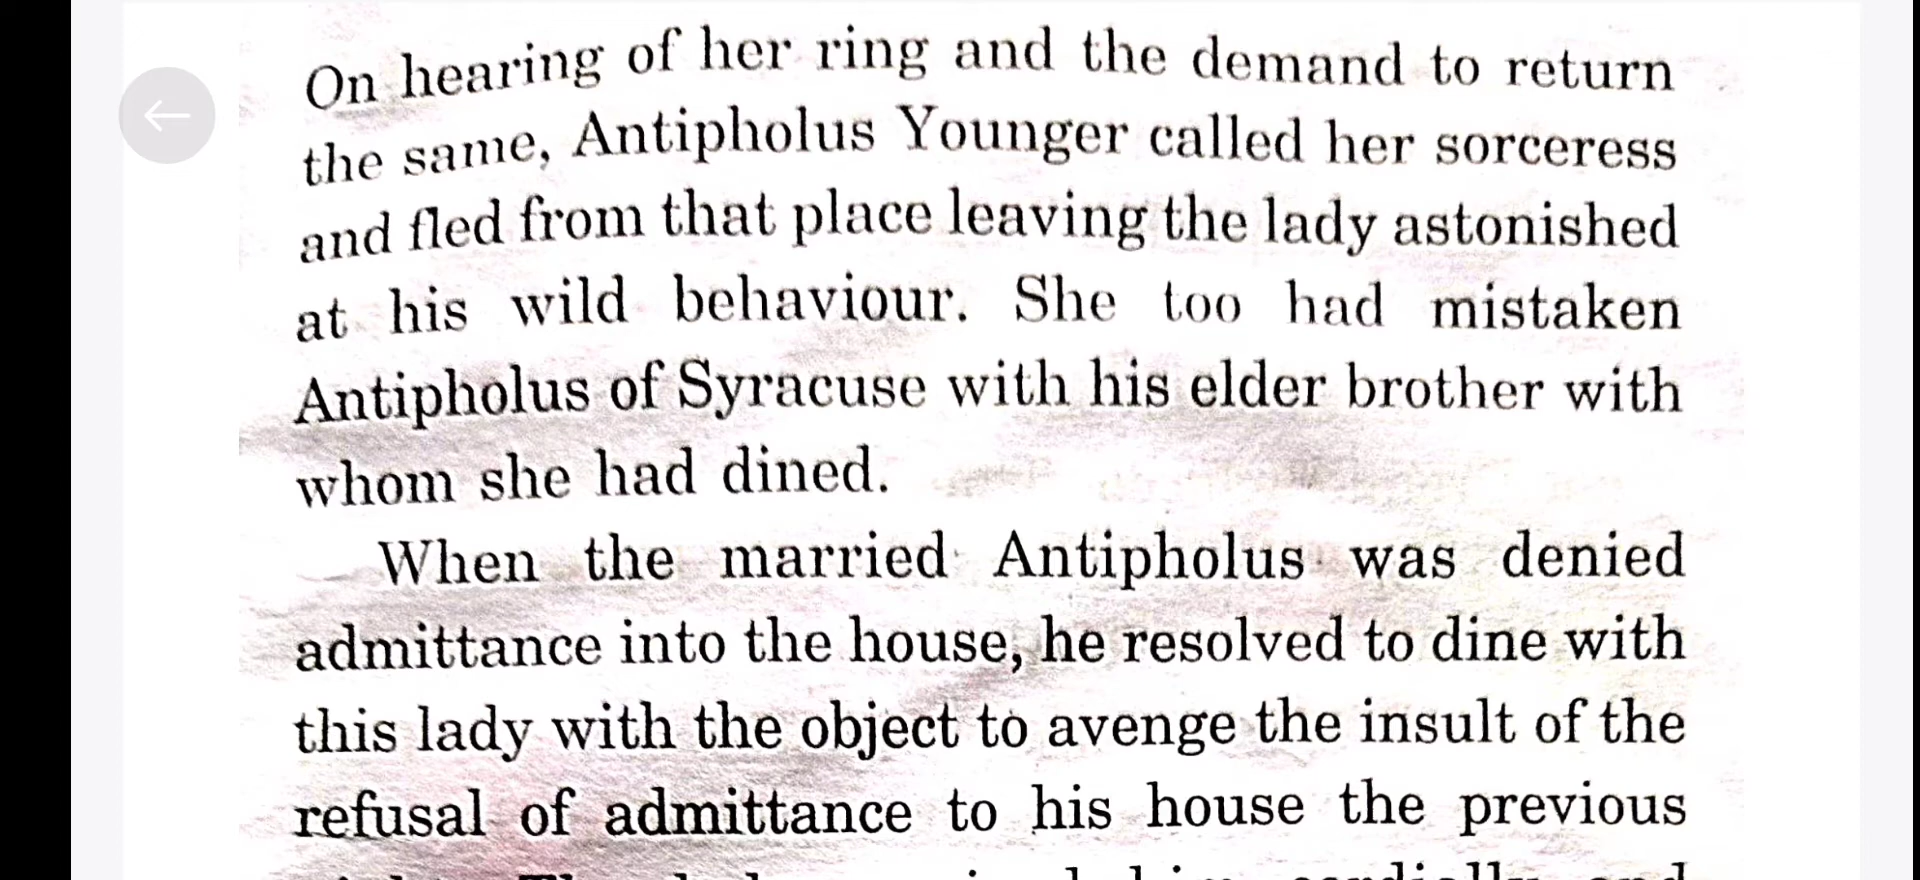 On hearing of her ring and the demand to return
the same, Antipholus Younger called her sorceress
and fled from that place leaving the lady astonished
at his wild behaviour. She too had mistaken
Antipholus of Syracuse with his elder brother with
whom she had dined.
When the married Antipholus was denied
admittance into the house, he resolved to dine with
this lady with the object to avenge the insult of the
refusal of admittance to his house the previous